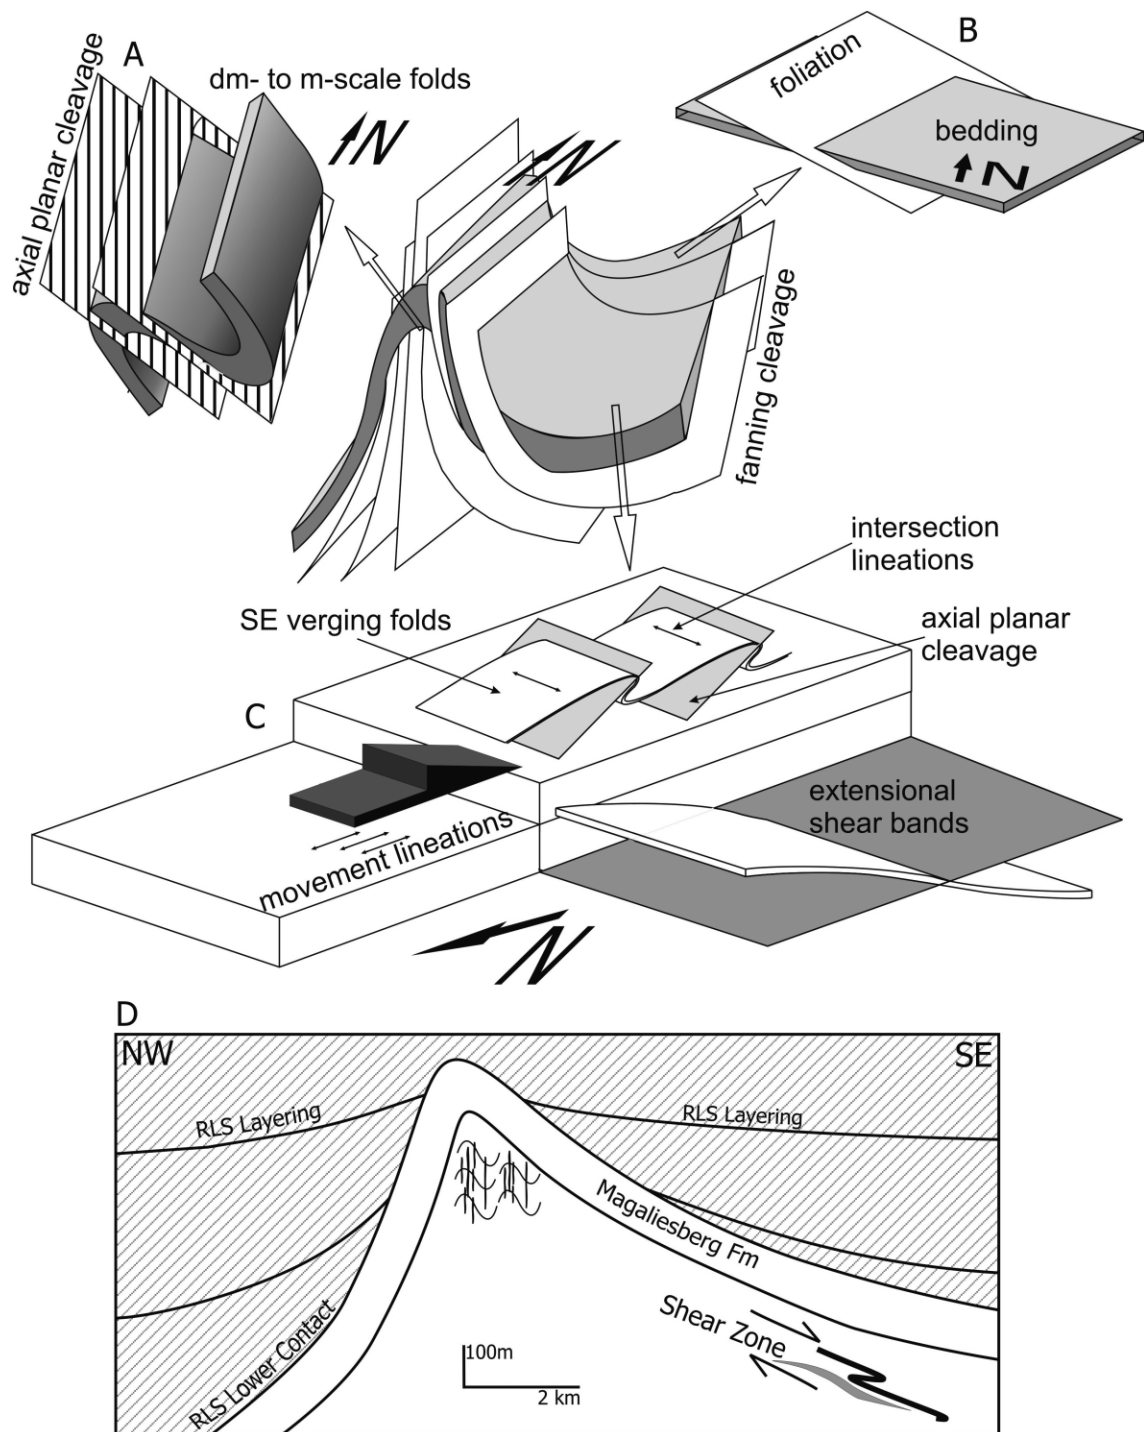 A
B
dm- to m-scale folds
axial planar cleavage
N
N
foliation
bedding
N
fanning cleavage
intersection
lineations
SE verging folds
axial planar
cleavage
C
extensional
shear bands
movement lineations
N
D
NW
SE
RLS Layering
RLS Layering
Magaliesberg Fm
Shear Zone
RLS Lower Contact
100m
2 km